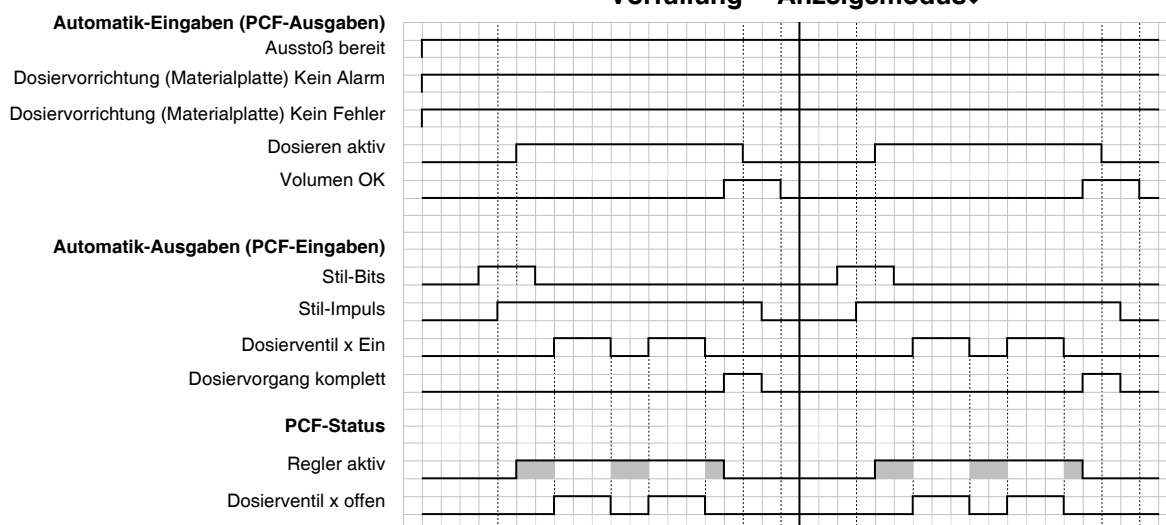 Automatik-Eingaben (PCF-Ausgaben)
Ausstoß bereit
Dosiervorrichtung (Materialplatte) Kein Alarm
Dosiervorrichtung (Materialplatte) Kein Fehler
Dosieren aktiv
Volumen OK
Automatik-Ausgaben (PCF-Eingaben)
Stil-Bits
Stil-Impuls
Dosierventil x Ein
Dosiervorgang komplett
PCF-Status
Regler aktiv
Dosierventil x offen